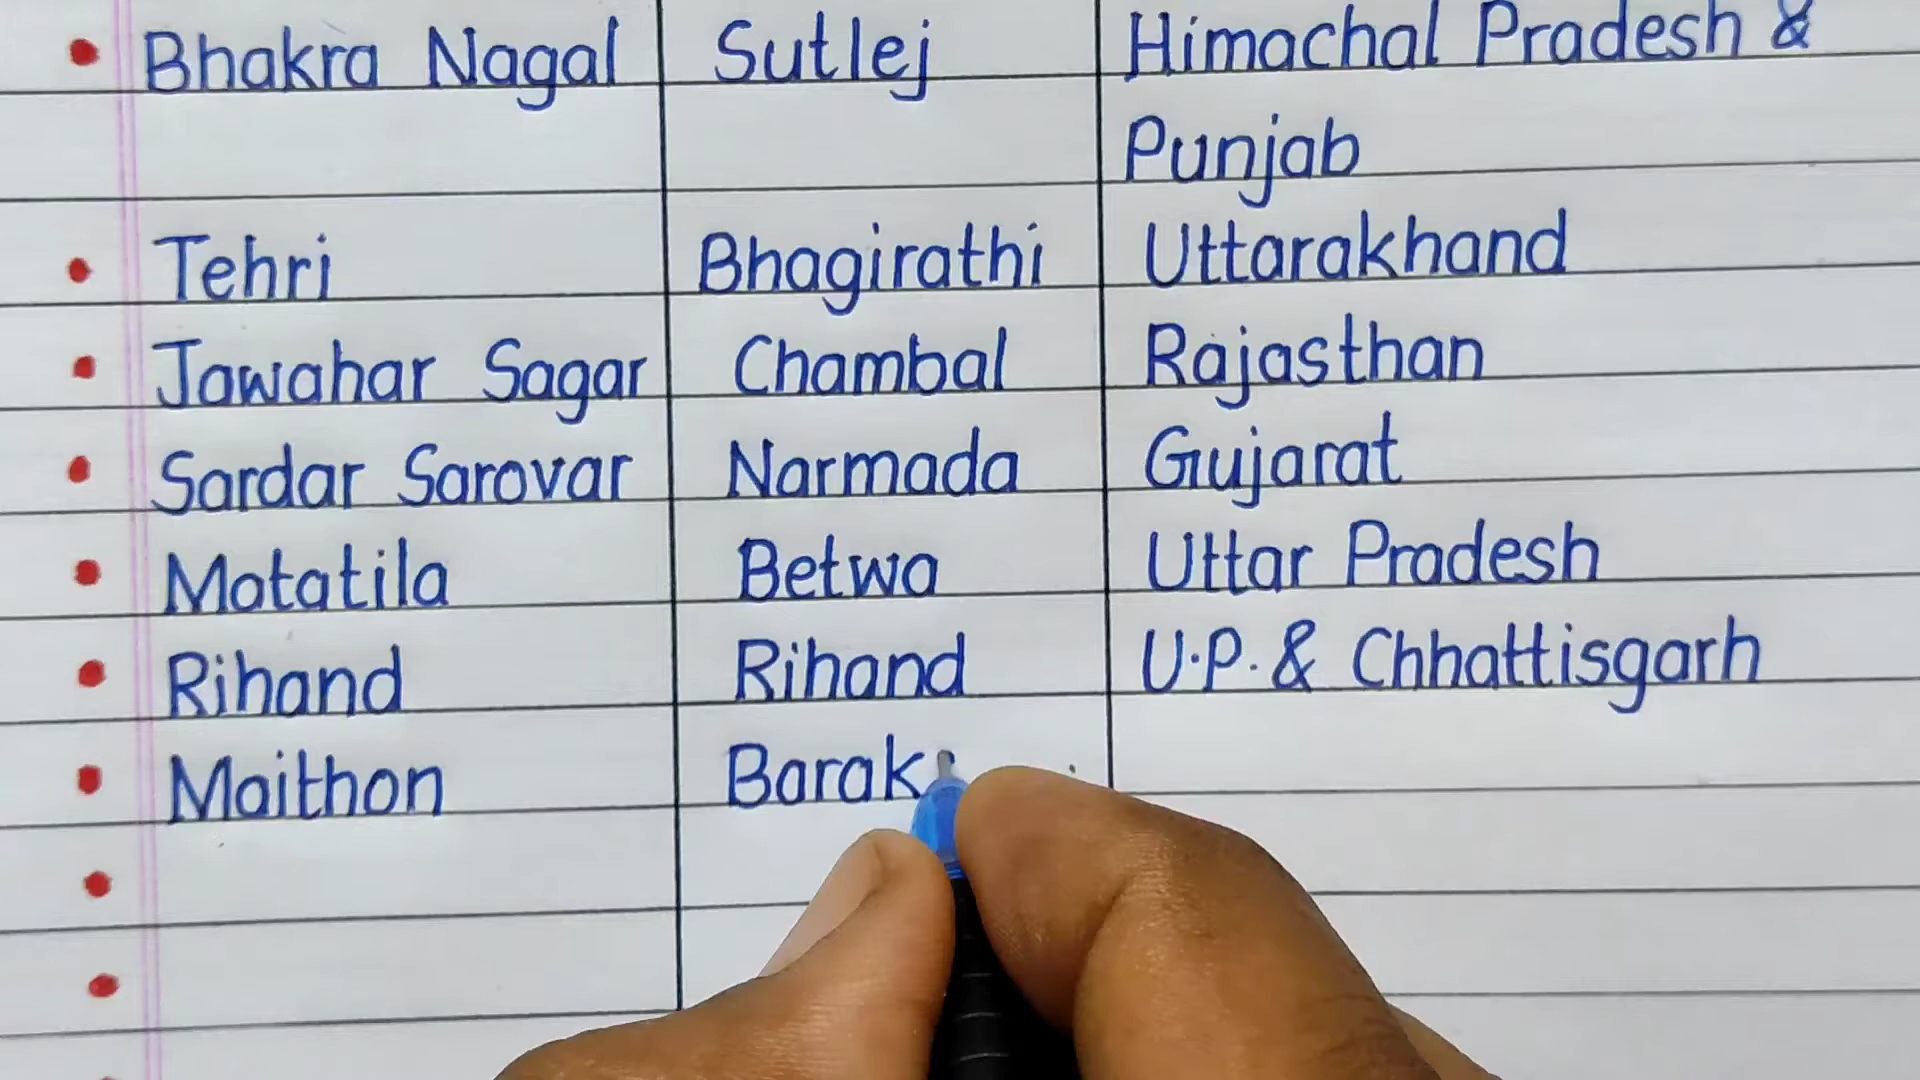 Bhakra Nagal Sutlej Himachal Pradesh &
Punjab
Tehri Bhagirathi Uttarakhand
Jawahar Sagar Chambal Rajasthan
Sardar Sarovar Narmada Gujarat
Matatila Betwa Uttar Pradesh
Rihand Rihand U.P. & Chhattisgarh
Maithon Barak